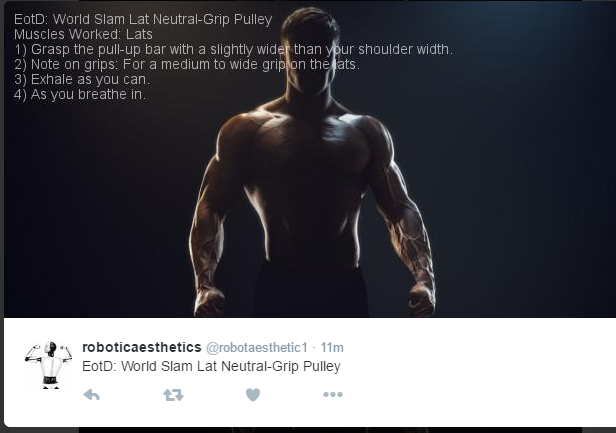 EotD: World Slam Lat Neutral-Grip Pulley
Muscles Worked: Lats
1) Grasp the pull-up bar with a slightly wider than your shoulder width.
2) Note on grips: For a medium to wide grip on the lats.
3) Exhale as you can.
4) As you breathe in.
roboticaesthetics @robotaesthetic1 · 11m
EotD: World Slam Lat Neutral-Grip Pulley